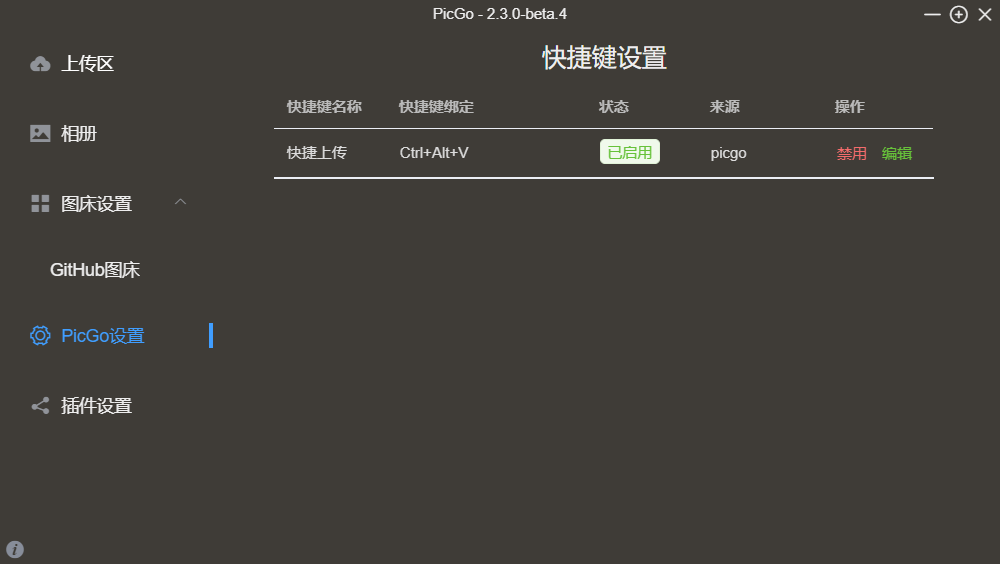 PicGo - 2.3.0-beta.4
上传区
相册
图床设置
GitHub图床
PicGo设置
插件设置
快捷键设置
快捷键名称 快捷键绑定 状态 来源 操作
快捷上传 Ctrl+Alt+V 已启用 picgo 禁用 编辑